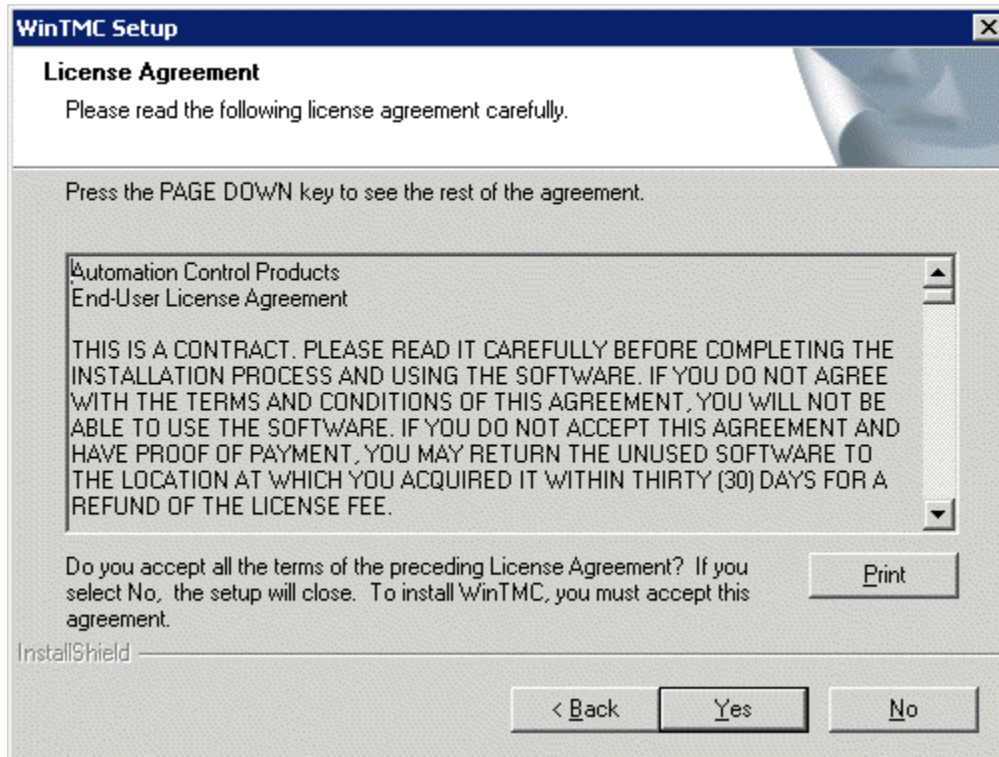 WinTMC Setup
License Agreement
Please read the following license agreement carefully.
Press the PAGE DOWN key to see the rest of the agreement.
Automation Control Products
End-User License Agreement
THIS IS A CONTRACT. PLEASE READ IT CAREFULLY BEFORE COMPLETING THE
INSTALLATION PROCESS AND USING THE SOFTWARE. IF YOU DO NOT AGREE
WITH THE TERMS AND CONDITIONS OF THIS AGREEMENT, YOU WILL NOT BE
ABLE TO USE THE SOFTWARE. IF YOU DO NOT ACCEPT THIS AGREEMENT AND
HAVE PROOF OF PAYMENT, YOU MAY RETURN THE UNUSED SOFTWARE TO
THE LOCATION AT WHICH YOU ACQUIRED IT WITHIN THIRTY (30) DAYS FOR A
REFUND OF THE LICENSE FEE.
Do you accept all the terms of the preceding License Agreement? If you
select No, the setup will close. To install WinTMC, you must accept this
agreement.
Print
InstallShield
< Back
Yes
No